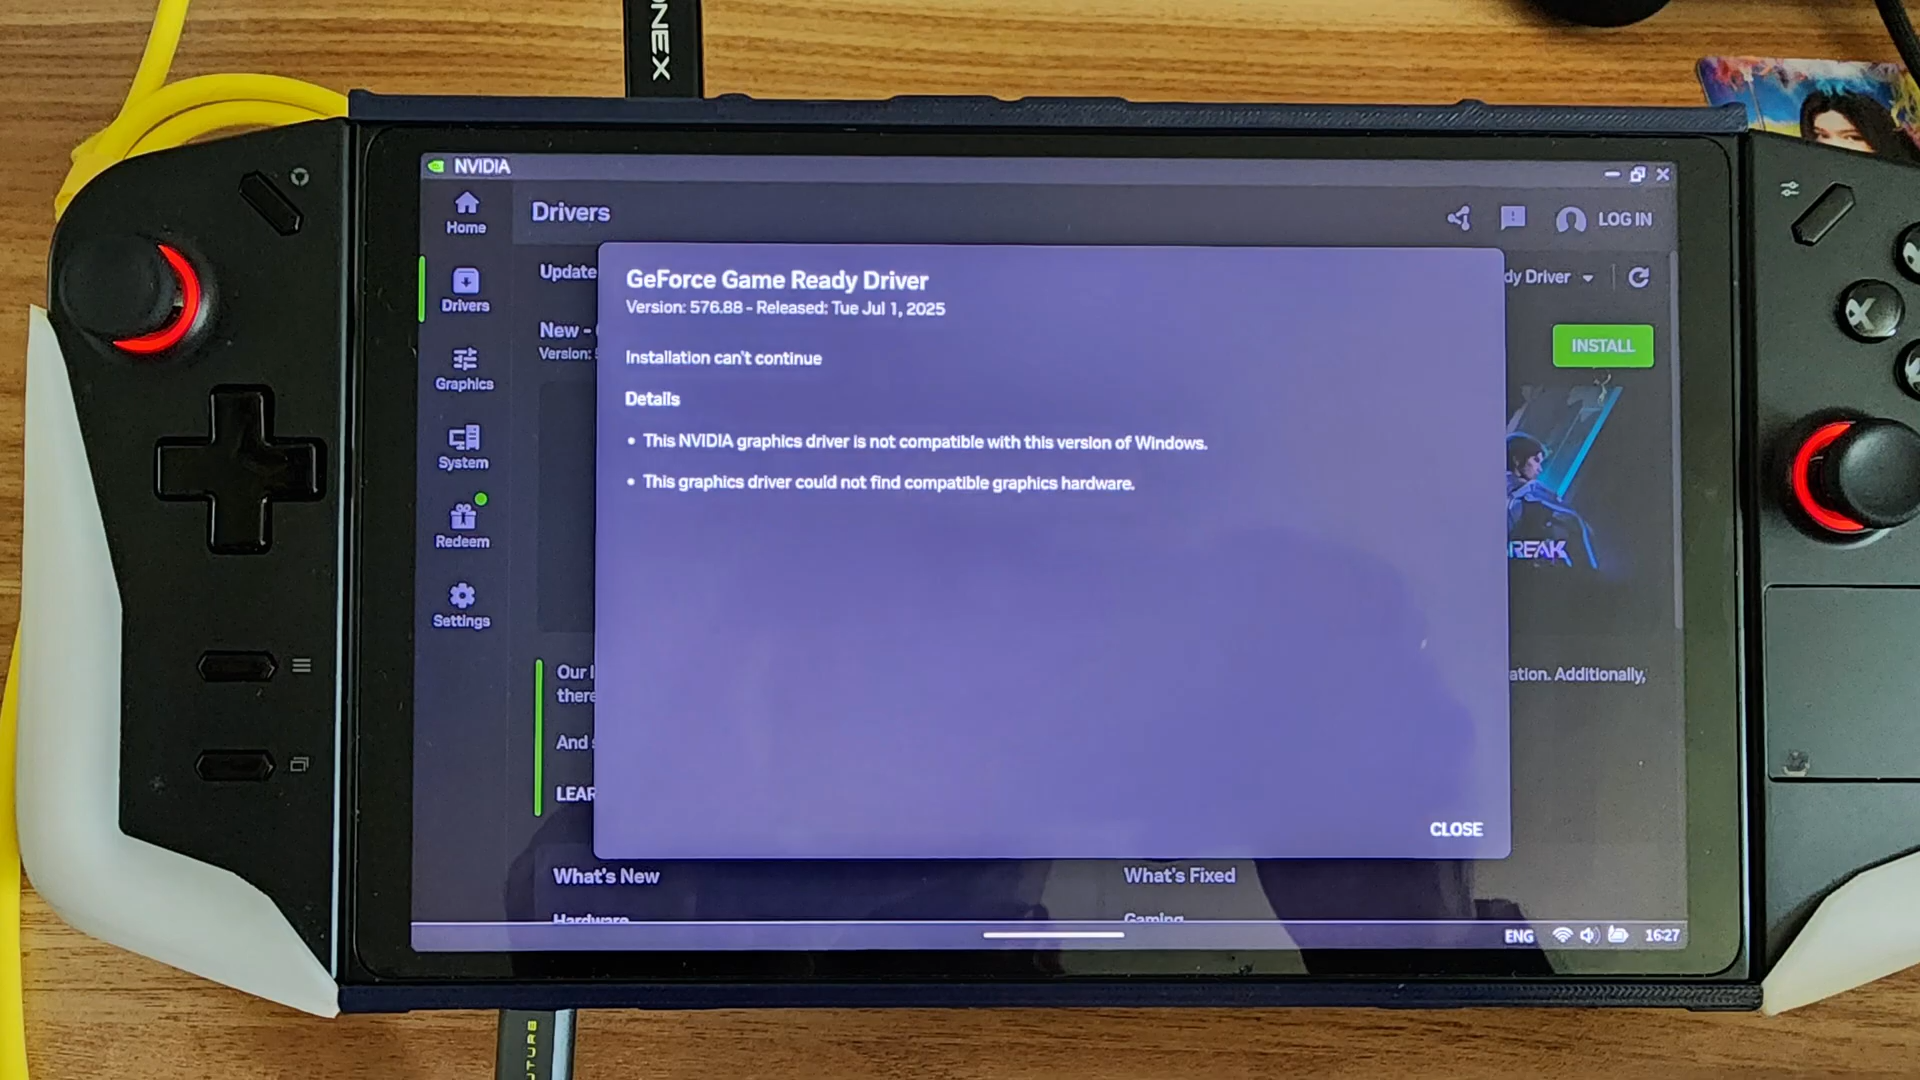 ONEX
NVIDIA
Home
Drivers
LOG IN
Drivers
Update
dy Driver
GeForce Game Ready Driver
Version: 576.88 - Released: Tue Jul 1, 2025
New -
Version:
INSTALL
Installation can't continue
Graphics
Details
• This NVIDIA graphics driver is not compatible with this version of Windows.
System
• This graphics driver could not find compatible graphics hardware.
Redeem
REAK
Settings
Our
there
ation. Additionally,
And
LEAR
CLOSE
What's New
What's Fixed
Hardware
Gaming
ENG
16:27
X